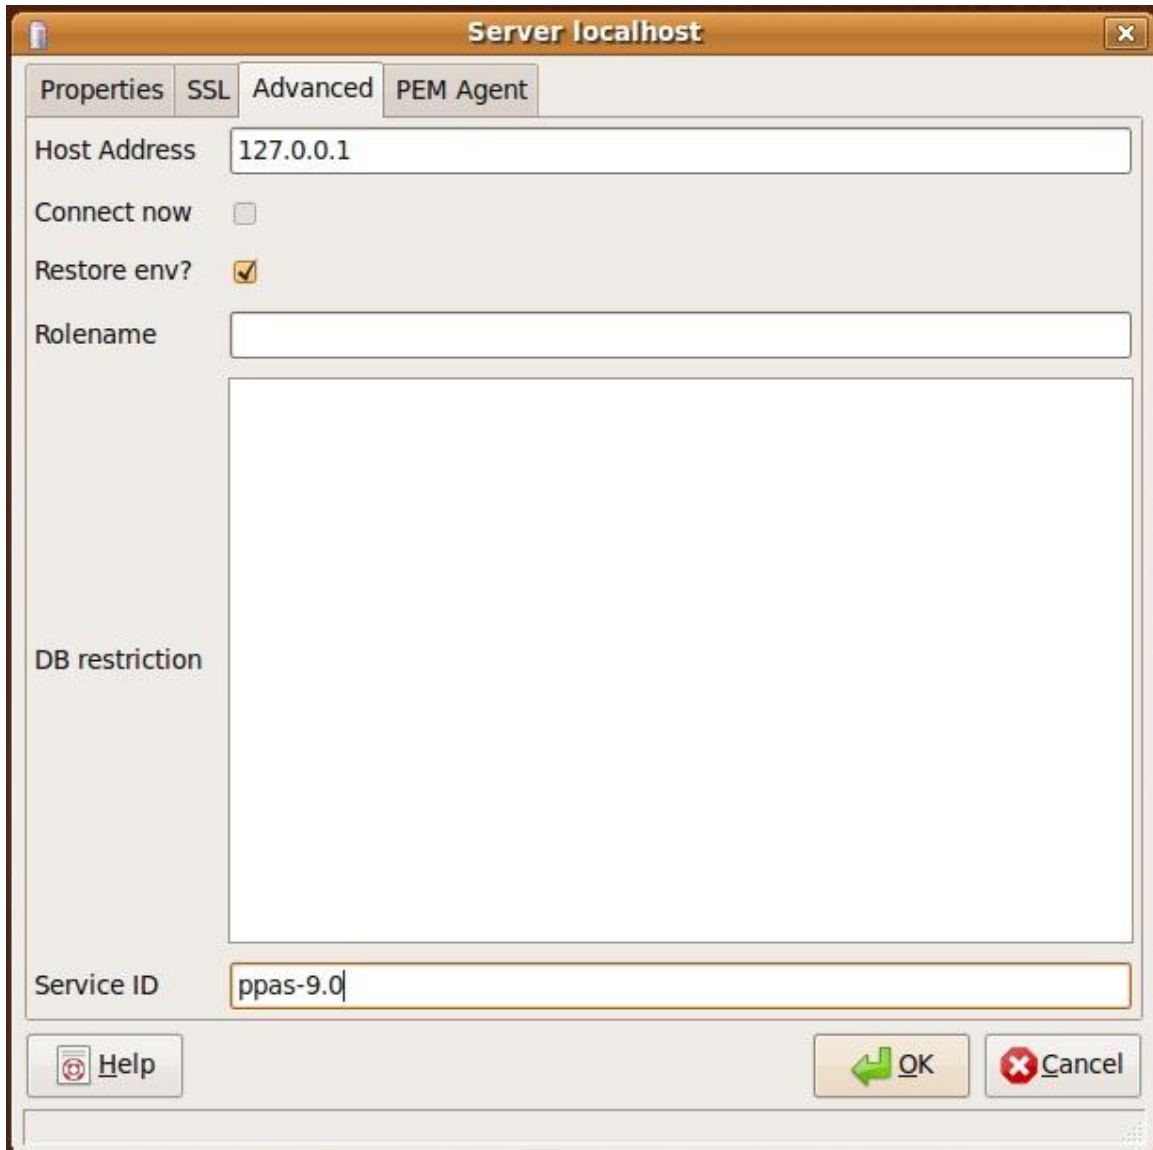 Server localhost
Properties SSL Advanced PEM Agent
Host Address 127.0.0.1
Connect now
Restore env?
Rolename
DB restriction
Service ID ppas-9.0
Help OK Cancel